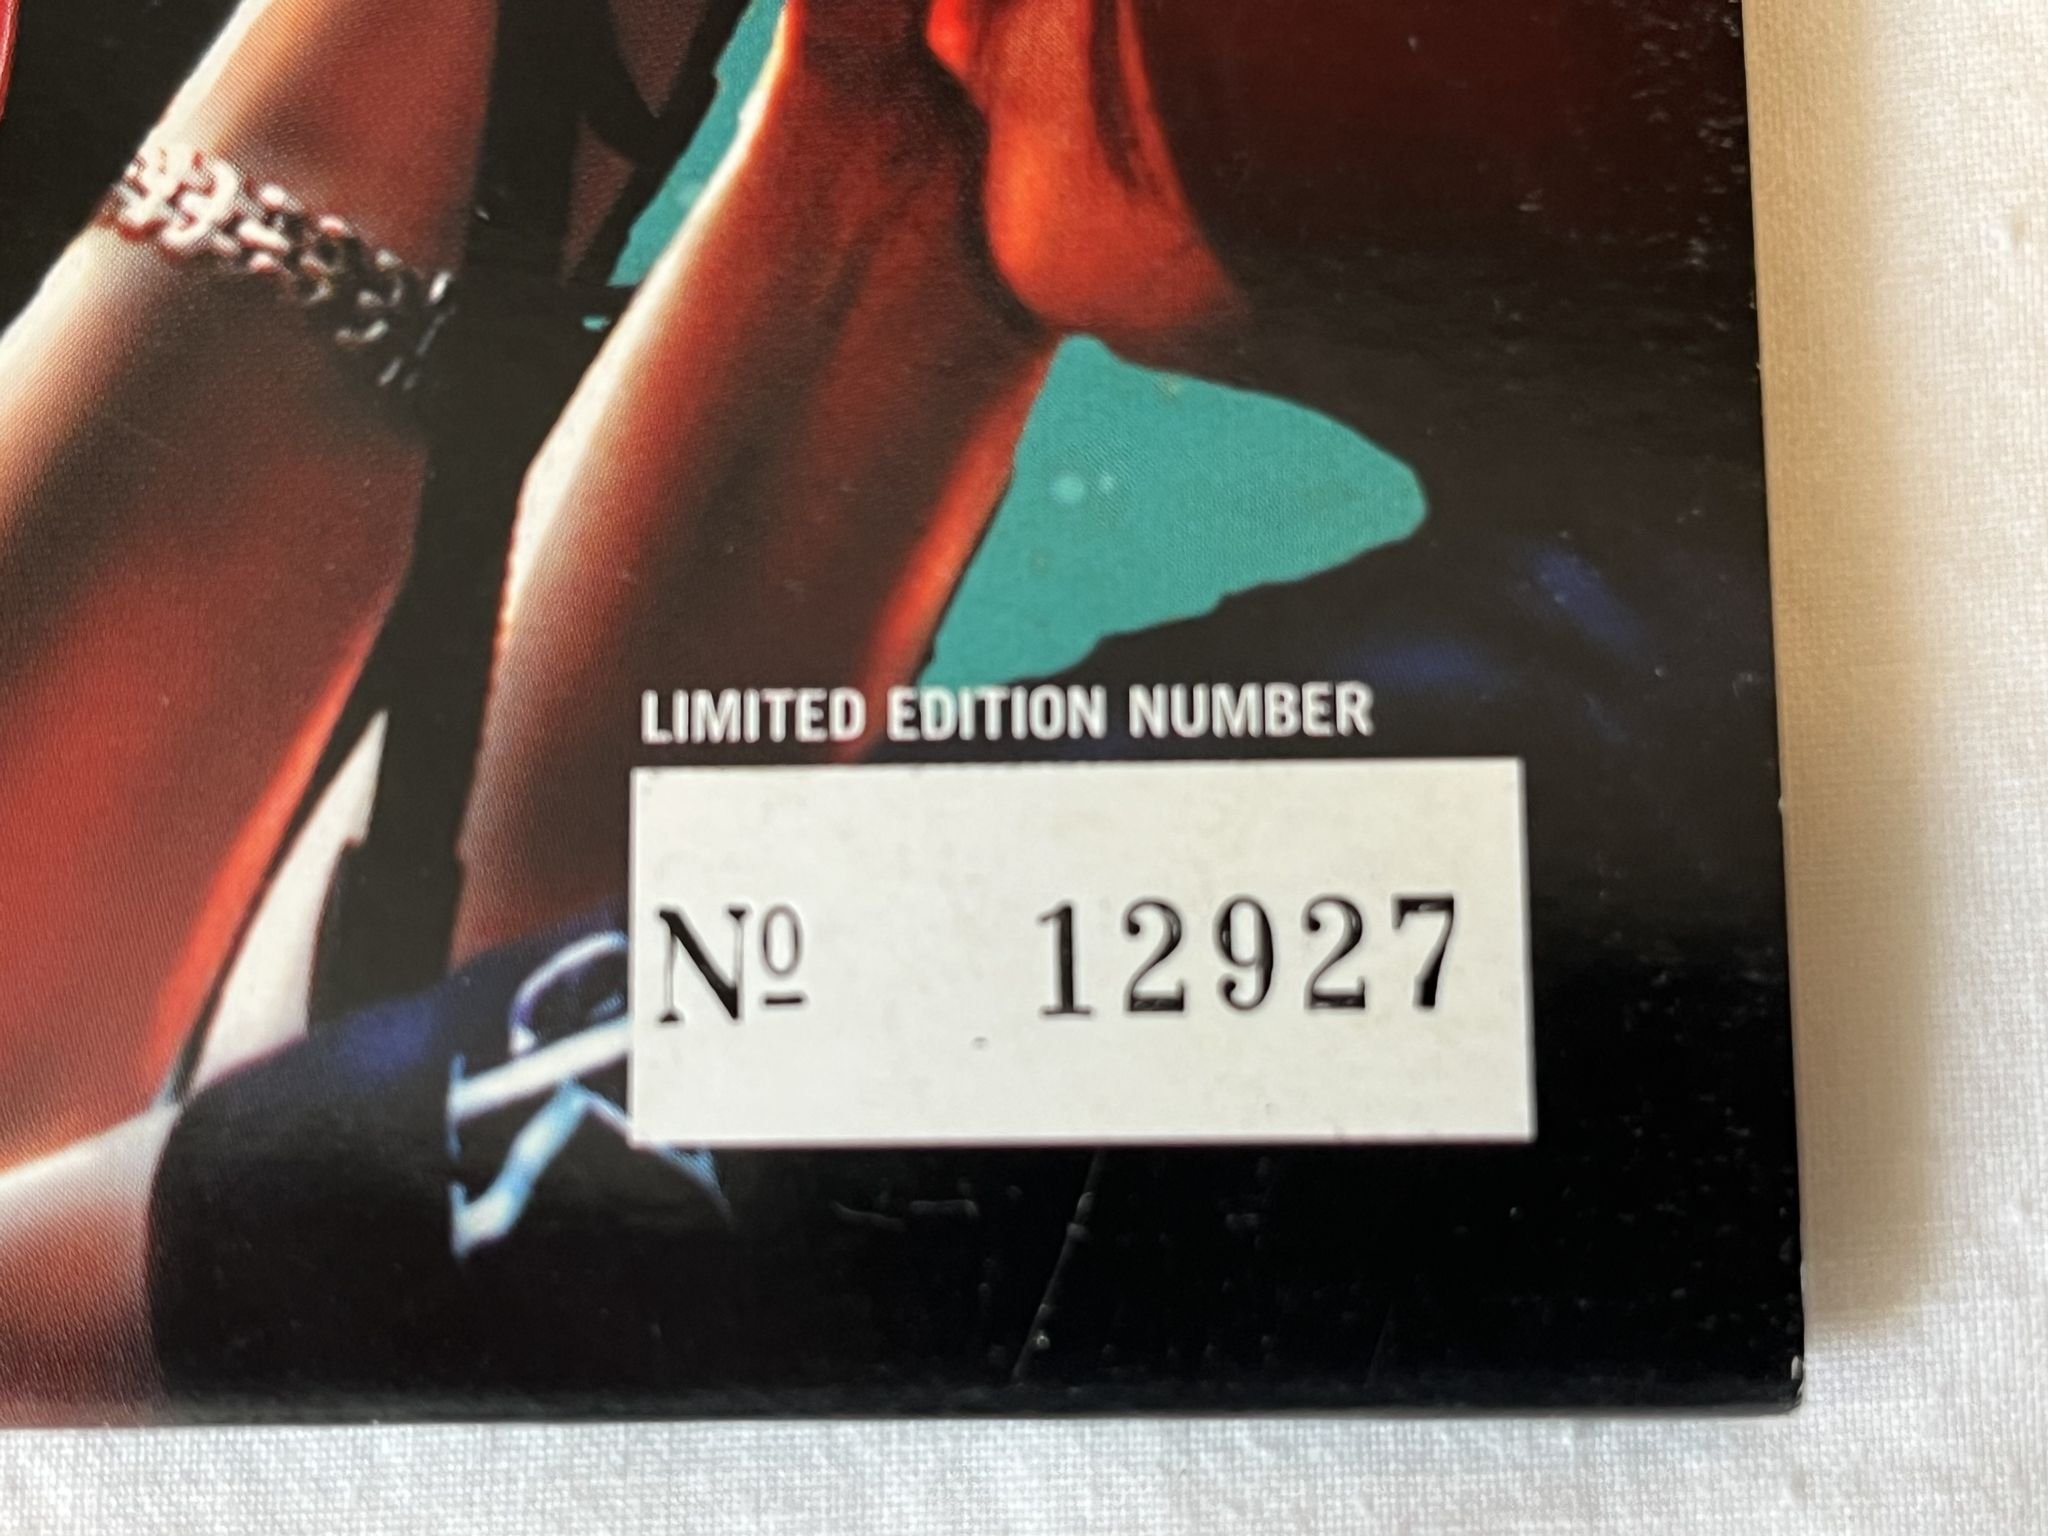 LIMITED EDITION NUMBER
Nº 12927